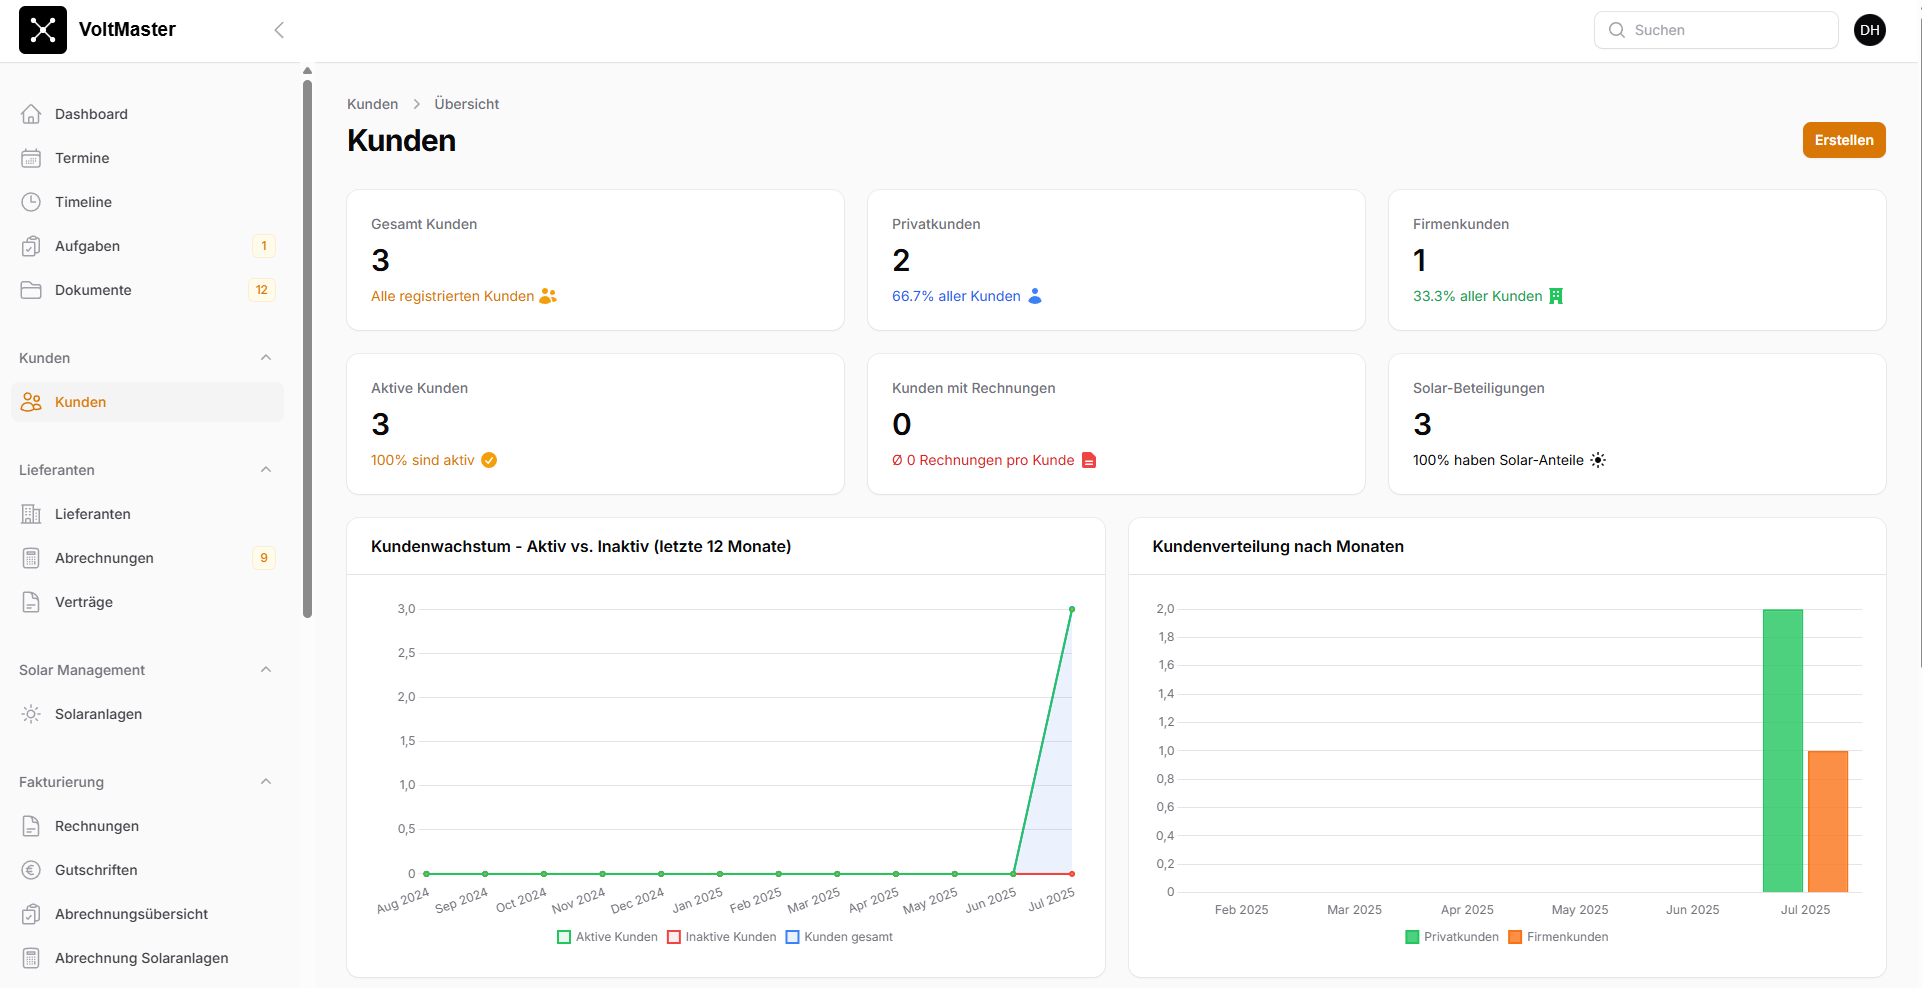 VoltMaster
Suchen
DH
Dashboard
Termine
Timeline
Aufgaben 1
Dokumente 12
Kunden
Kunden
Lieferanten
Lieferanten
Abrechnungen 9
Verträge
Solar Management
Solaranlagen
Fakturierung
Rechnungen
Gutschriften
Abrechnungsübersicht
Abrechnung Solaranlagen
Kunden > Übersicht
Kunden
Erstellen
Gesamt Kunden
3
Alle registrierten Kunden
Privatkunden
2
66.7% aller Kunden
Firmenkunden
1
33.3% aller Kunden
Aktive Kunden
3
100% sind aktiv
Kunden mit Rechnungen
0
Ø 0 Rechnungen pro Kunde
Solar-Beteiligungen
3
100% haben Solar-Anteile
Kundenwachstum - Aktiv vs. Inaktiv (letzte 12 Monate)
3,0
2,5
2,0
1,5
1,0
0,5
0
Aug 2024 Sep 2024 Oct 2024 Nov 2024 Dec 2024 Jan 2025 Feb 2025 Mar 2025 Apr 2025 May 2025 Jun 2025 Jul 2025
Aktive Kunden Inaktive Kunden Kunden gesamt
Kundenverteilung nach Monaten
2,0
1,8
1,6
1,4
1,2
1,0
0,8
0,6
0,4
0,2
0
Feb 2025 Mar 2025 Apr 2025 May 2025 Jun 2025 Jul 2025
Privatkunden Firmenkunden